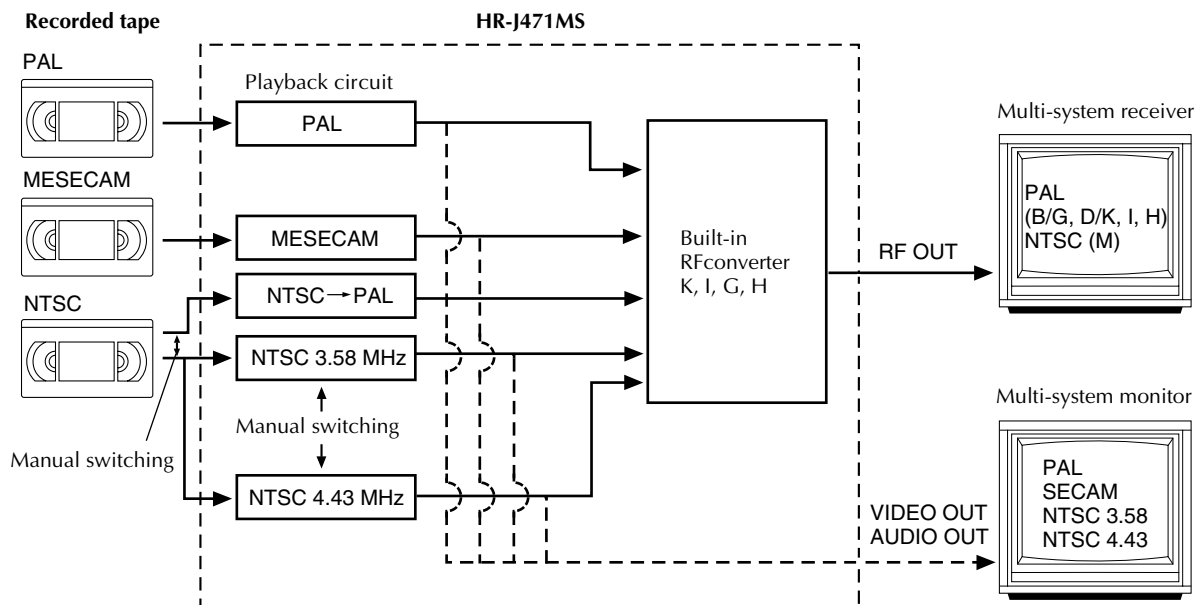 Recorded tape
HR-J471MS
PAL
MESECAM
NTSC
Manual switching
Playback circuit
PAL
MESECAM
NTSC→PAL
NTSC 3.58 MHz
Manual switching
NTSC 4.43 MHz
Built-in
RFconverter
K, I, G, H
RF OUT
VIDEO OUT
AUDIO OUT
Multi-system receiver
PAL
(B/G, D/K, I, H)
NTSC (M)
Multi-system monitor
PAL
SECAM
NTSC 3.58
NTSC 4.43